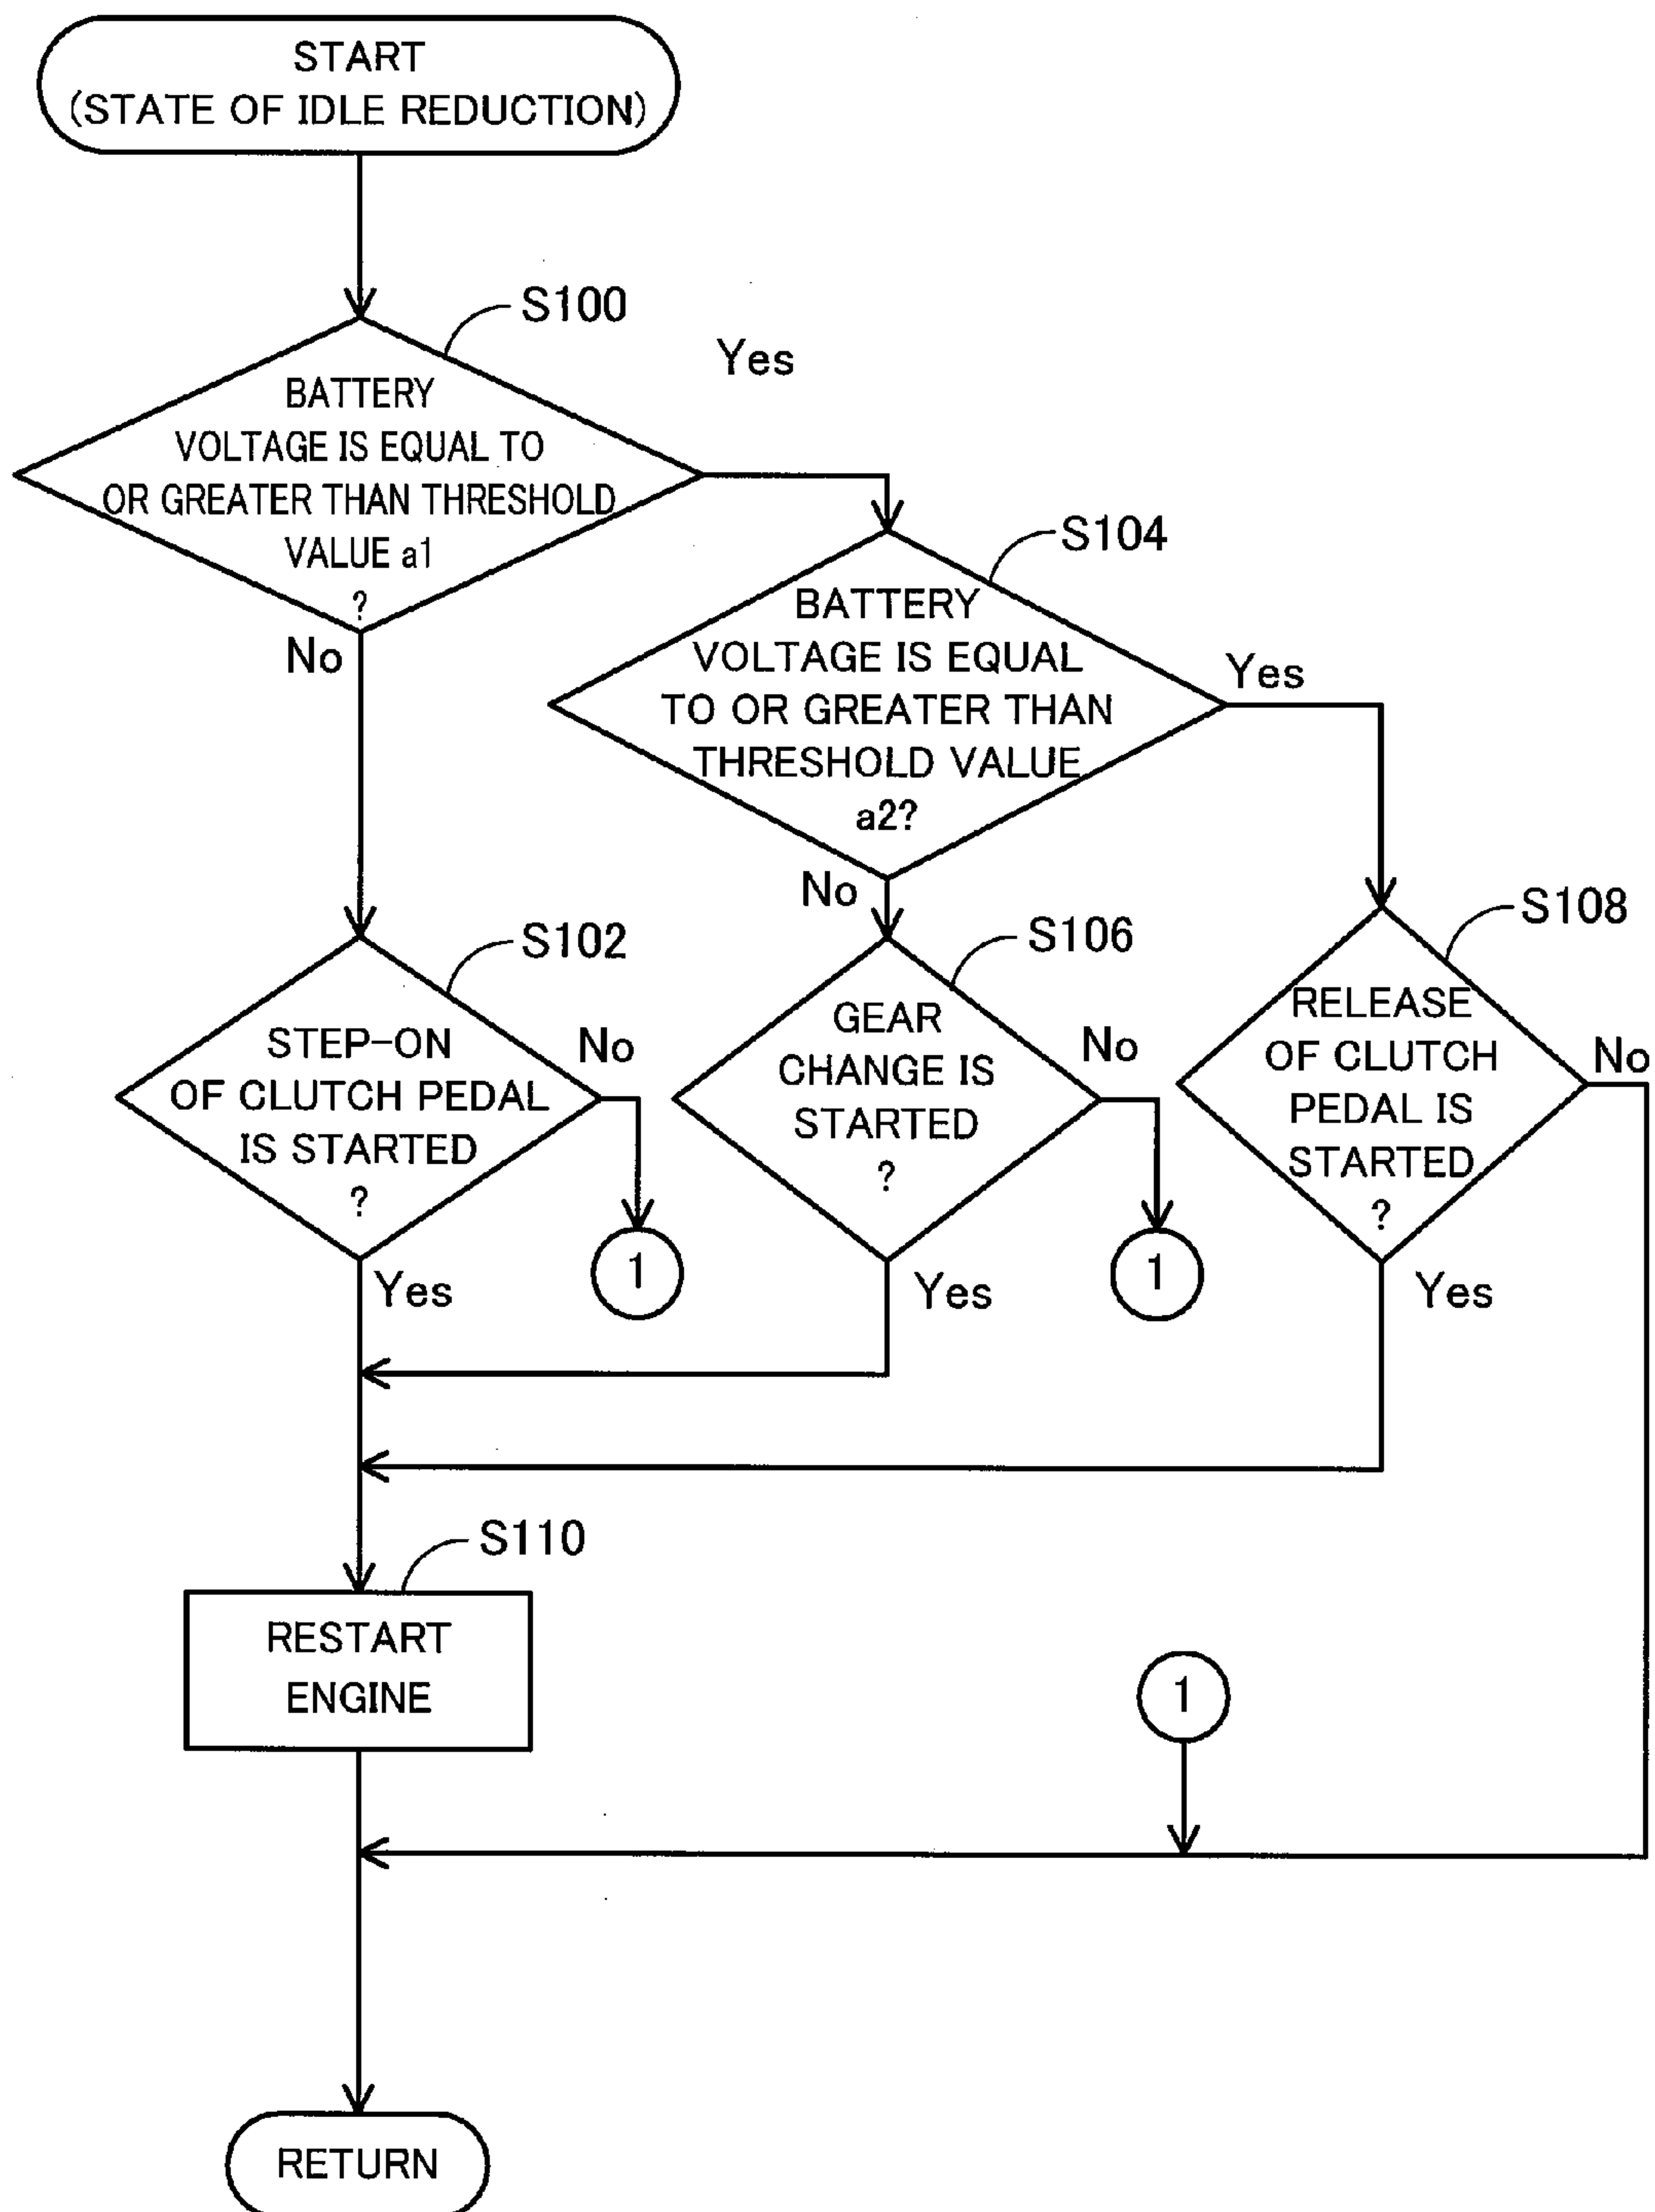 START
(STATE OF IDLE REDUCTION)
S100
Yes
BATTERY
VOLTAGE IS EQUAL TO
OR GREATER THAN THRESHOLD
VALUE a1
?
No
S104
BATTERY
VOLTAGE IS EQUAL
TO OR GREATER THAN
THRESHOLD VALUE
a2?
Yes
No
S102
STEP-ON
OF CLUTCH PEDAL
IS STARTED
?
No
Yes
1
S106
GEAR
CHANGE IS
STARTED
?
No
Yes
1
S108
RELEASE
OF CLUTCH
PEDAL IS
STARTED
?
No
Yes
S110
RESTART
ENGINE
1
RETURN